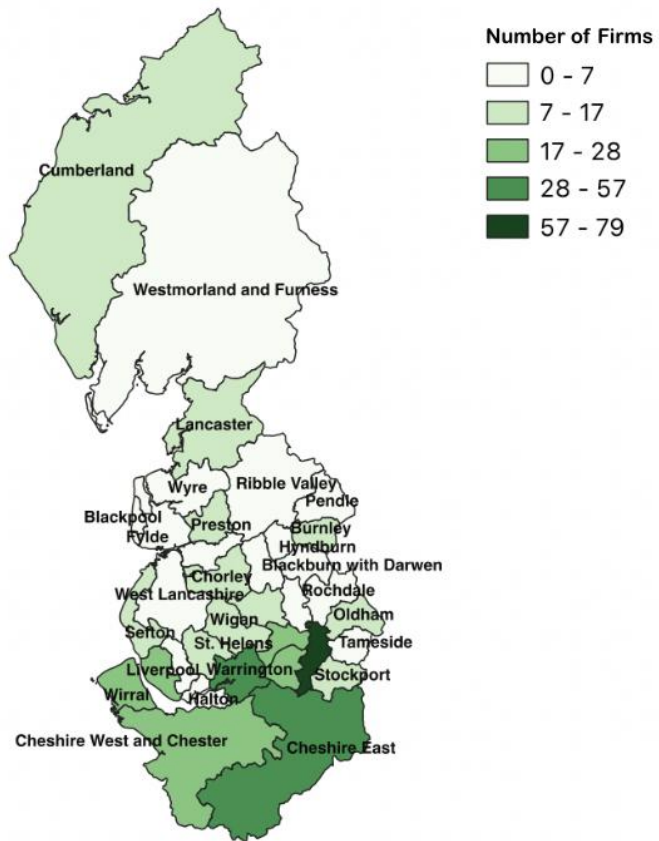 Number of Firms
0 - 7
7 - 17
17 - 28
28 - 57
57 - 79
Cumberland
Westmorland and Furness
Lancaster
Wyre
Ribble Valley
Pendle
Blackpool
Preston
Burnley
Fylde
Hyndburn
Blackburn with Darwen
Chorley
West Lancashire
Rochdale
Wigan
Oldham
Sefton
St. Helens
Tameside
Liverpool
Warrington
Stockport
Wirral
Halton
Cheshire West and Chester
Cheshire East